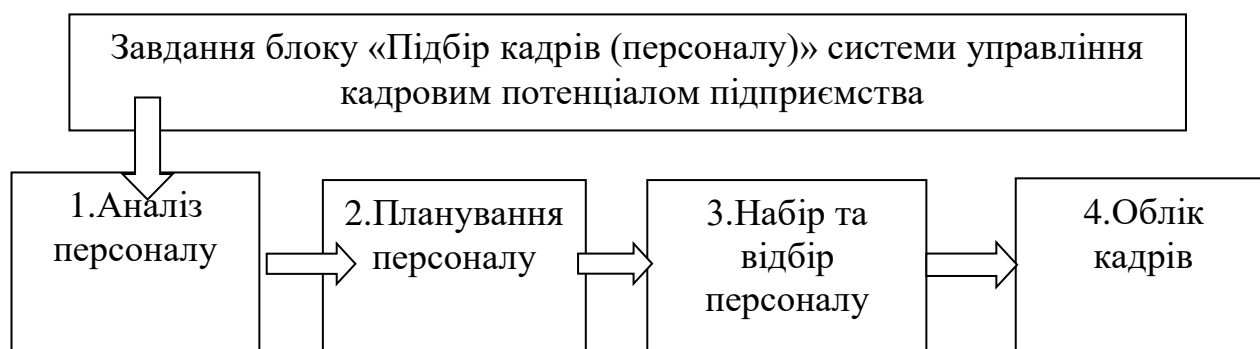 Завдання блоку «Підбір кадрів (персоналу)» системи управління
кадровим потенціалом підприємства
1.Аналіз
персоналу
2.Планування
персоналу
3.Набір та
відбір
персоналу
4.Облік
кадрів